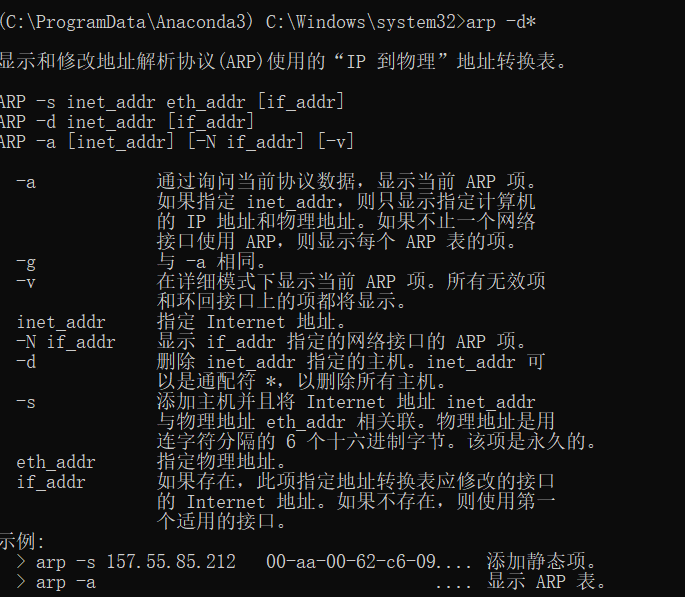 (C:\ProgramData\Anaconda3) C:\Windows\system32>arp -d*
显示和修改地址解析协议(ARP)使用的“IP 到物理”地址转换表。
ARP -s inet_addr eth_addr [if_addr]
ARP -d inet_addr [if_addr]
ARP -a [inet_addr] [-N if_addr] [-v]
-a 通过询问当前协议数据，显示当前 ARP 项。
如果指定 inet_addr，则只显示指定计算机
的 IP 地址和物理地址。如果不止一个网络
接口使用 ARP，则显示每个 ARP 表的项。
-g 与 -a 相同。
-v 在详细模式下显示当前 ARP 项。所有无效项
和环回接口上的项都将显示。
inet_addr 指定 Internet 地址。
-N if_addr 显示 if_addr 指定的网络接口的 ARP 项。
-d 删除 inet_addr 指定的主机。inet_addr 可
以是通配符 *，以删除所有主机。
-s 添加主机并且将 Internet 地址 inet_addr
与物理地址 eth_addr 相关联。物理地址是用
连字符分隔的 6 个十六进制字节。该项是永久的。
eth_addr 指定物理地址。
if_addr 如果存在，此项指定地址转换表应修改的接口
的 Internet 地址。如果不存在，则使用第一
个适用的接口。
示例:
> arp -s 157.55.85.212 00-aa-00-62-c6-09.... 添加静态项。
> arp -a .... 显示 ARP 表。